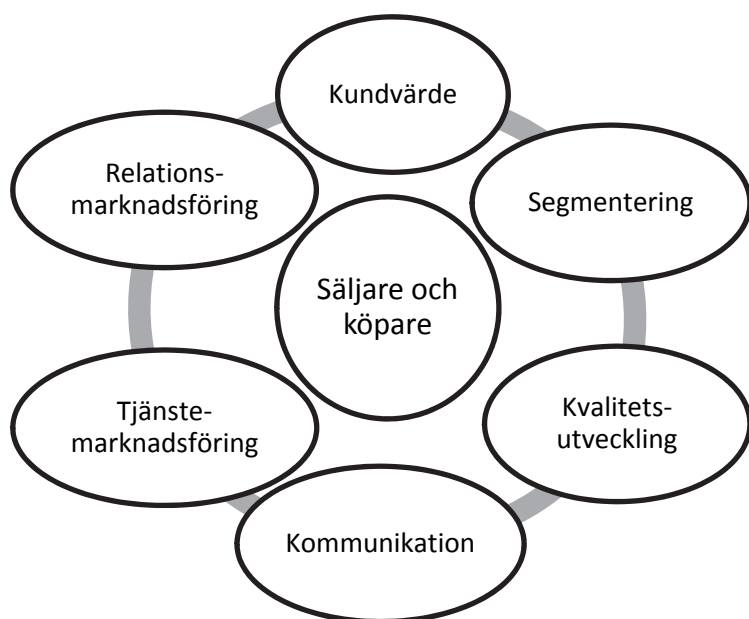 Kundvärde
Relations-
marknadsföring
Segmentering
Säljare och
köpare
Tjänste-
marknadsföring
Kvalitets-
utveckling
Kommunikation